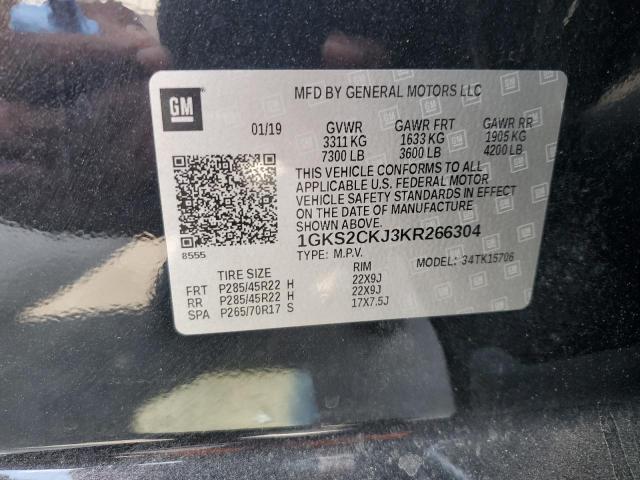 GM
MFD BY GENERAL MOTORS LLC
01/19 GVWR GAWR FRT GAWR RR
3311 KG 1633 KG 1905 KG
7300 LB 3600 LB 4200 LB
THIS VEHICLE CONFORMS TO ALL
APPLICABLE U.S. FEDERAL MOTOR
VEHICLE SAFETY STANDARDS IN EFFECT
ON THE DATE OF MANUFACTURE
SHOWN ABOVE.
1GKS2CKJ3KR266304
8555 TYPE: M.P.V. MODEL: 34TK15706
TIRE SIZE RIM
FRT P285/45R22 H 22X9J
RR P285/45R22 H 22X9J
SPA P265/70R17 S 17X7.5J